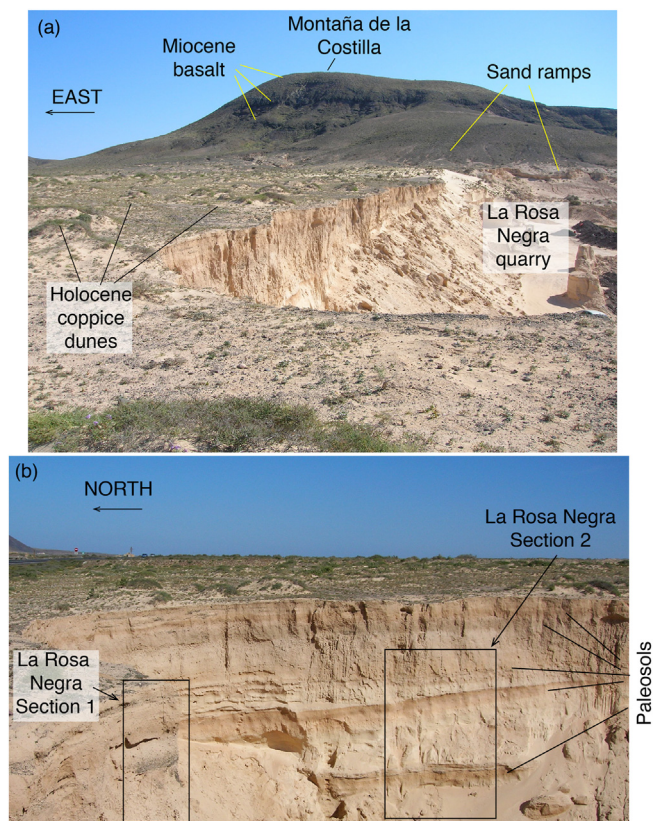 (a)
Montaña de la
Costilla
Miocene
basalt
EAST
Sand ramps
La Rosa
Negra
quarry
Holocene
coppice
dunes
(b)
NORTH
La Rosa Negra
Section 2
La Rosa
Negra
Section 1
Paleosols